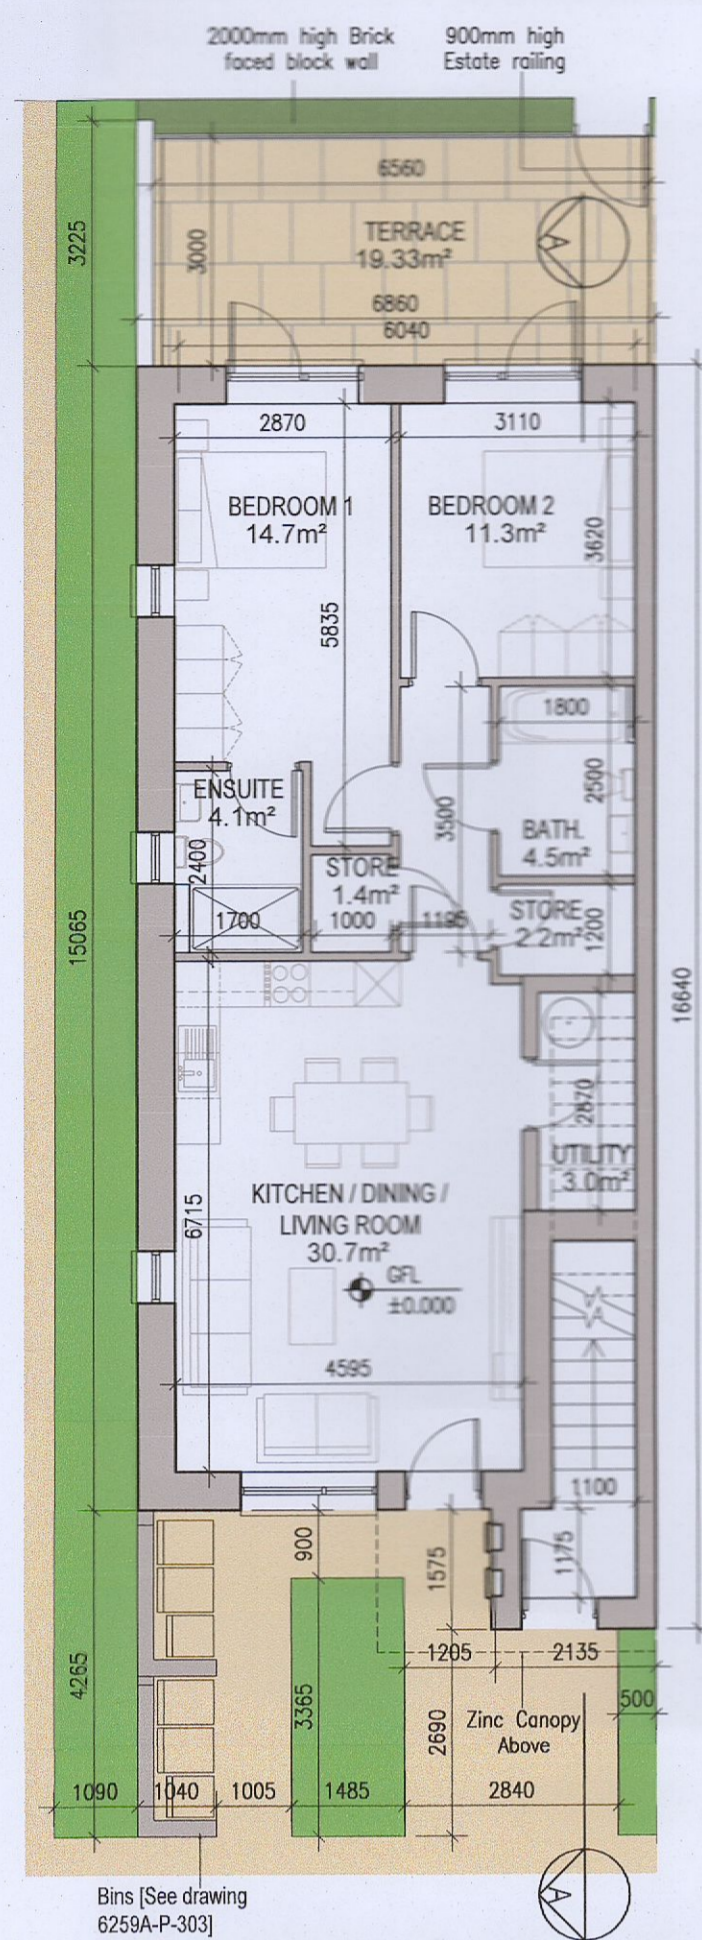 2000mm high Brick
faced block wall
900mm high
Estate railing
6560
3225
3000
TERRACE
19.33m²
A
6860
6040
2870
3110
BEDROOM 1
14.7m²
BEDROOM 2
11.3m²
3620
5835
1800
2500
ENSUITE
4.1m²
3500
BATH.
4.5m²
2400
STORE
1.4m²
STORE
2.2m²
1200
1700
1000
1195
15065
16640
2870
UTILITY
3.0m²
KITCHEN / DINING /
LIVING ROOM
30.7m²
6715
GFL
±0.000
4595
1100
900
1575
1175
4265
1205
2135
3365
2690
Zinc Canopy
Above
500
1090
1040
1005
1485
2840
Bins [See drawing
6259A-P-303]
A